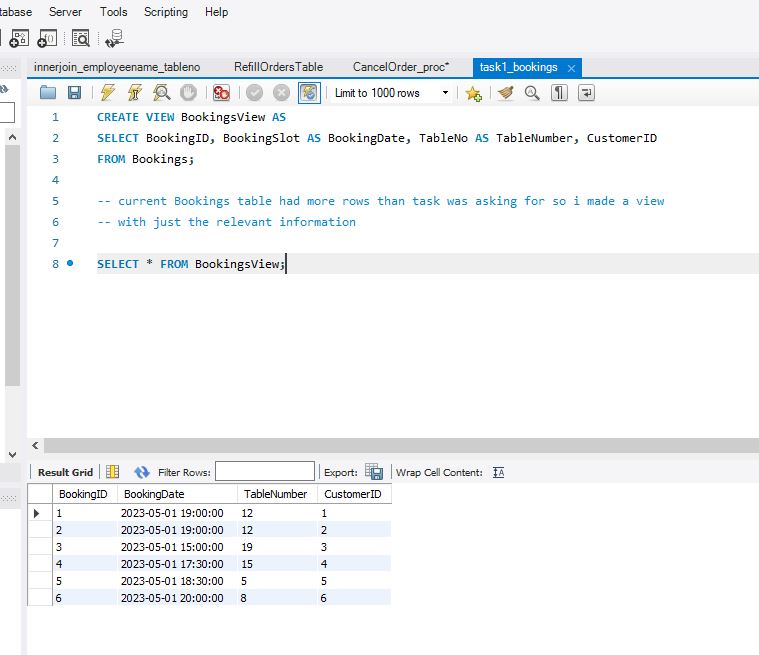 tabase Server Tools Scripting Help
innerjoin_employeename_tableno RefillOrdersTable CancelOrder_proc* task1_bookings
Limit to 1000 rows
1 CREATE VIEW BookingsView AS
2 SELECT BookingID, BookingSlot AS BookingDate, TableNo AS TableNumber, CustomerID
3 FROM Bookings;
4
5 -- current Bookings table had more rows than task was asking for so i made a view
6 -- with just the relevant information
7
8 SELECT * FROM BookingsView;
Result Grid Filter Rows: Export: Wrap Cell Content:
BookingID BookingDate TableNumber CustomerID
1 2023-05-01 19:00:00 12 1
2 2023-05-01 19:00:00 12 2
3 2023-05-01 15:00:00 19 3
4 2023-05-01 17:30:00 15 4
5 2023-05-01 18:30:00 5 5
6 2023-05-01 20:00:00 8 6